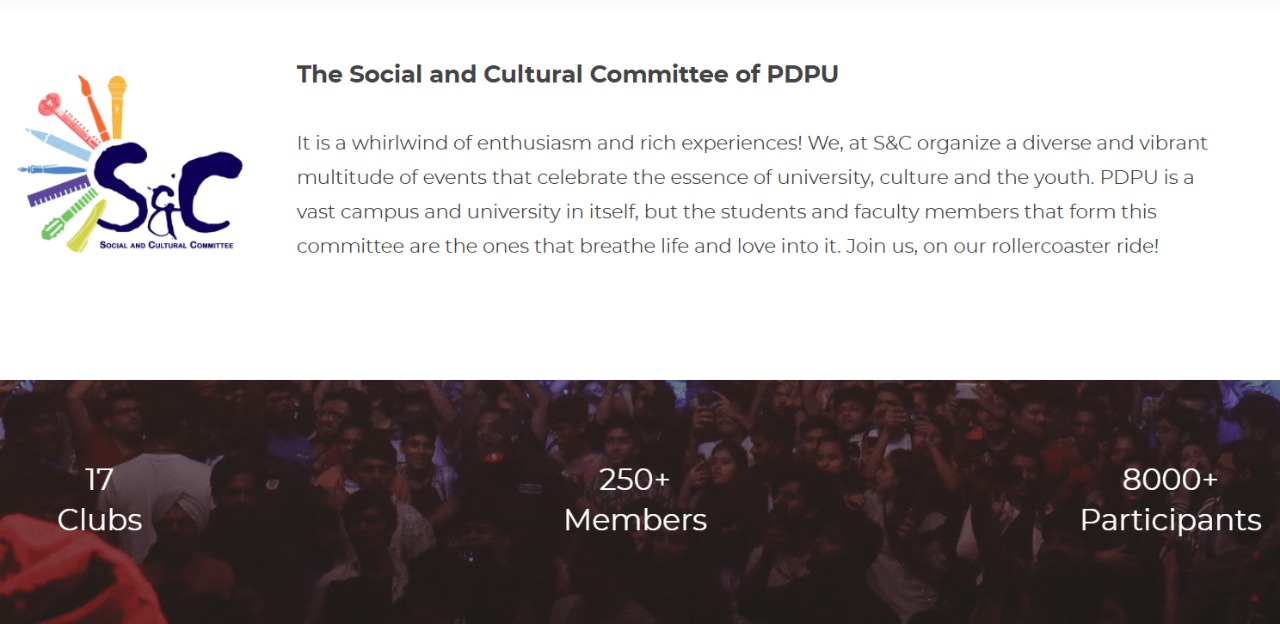 The Social and Cultural Committee of PDPU
S&C
SOCIAL AND CULTURAL COMMITTEE
It is a whirlwind of enthusiasm and rich experiences! We, at S&C organize a diverse and vibrant
multitude of events that celebrate the essence of university, culture and the youth. PDPU is a
vast campus and university in itself, but the students and faculty members that form this
committee are the ones that breathe life and love into it. Join us, on our rollercoaster ride!
17
Clubs
250+
Members
8000+
Participants